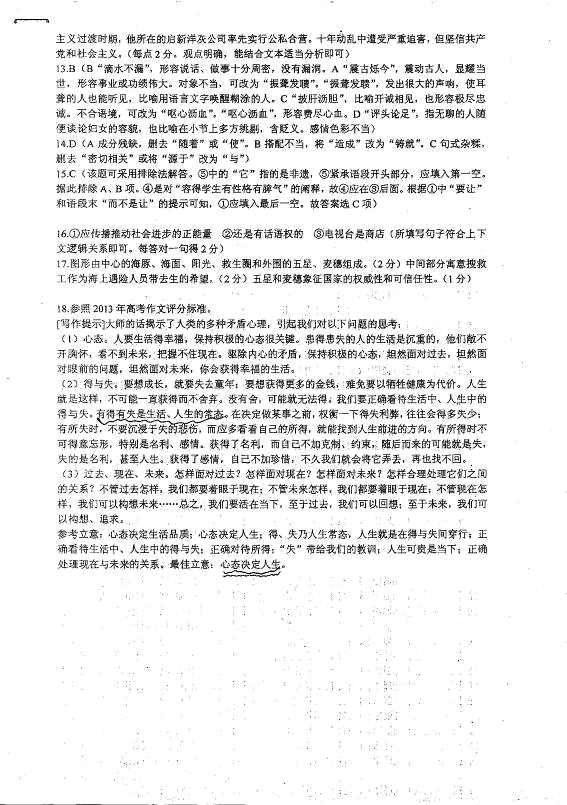 主义过渡时期，他所在的启新洋灰公司率先实行公私合营。十年动乱中遭受严重迫害，但坚信共产
党和社会主义。（每点 2 分。观点明确，能结合文本适当分析即可）
13.B（B“滴水不漏”，形容说话、做事十分周密，没有漏洞。A“震古烁今”，震动古人，显耀当
世，形容事业或功绩伟大。对象不当，可改为“振聋发聩”。“振聋发聩”，发出很大的声响，使耳
聋的人也能听见，比喻用语言文字唤醒糊涂的人。C“披肝沥胆”，比喻开诚相见，也形容极尽忠
诚。不合语境，可改为“呕心沥血”。“呕心沥血”，形容费尽心血。D“评头论足”，指无聊的人随
便谈论妇女的容貌，也比喻在小节上多方挑剔，含贬义。感情色彩不当）
14.D（A 成分残缺，删去“随着”或“使”。B 搭配不当，将“造成”改为“铸就”。C 句式杂糅，
删去“密切相关”或将“源于”改为“与”）
15.C（该题可采用排除法解答。⑤中的“它”指的是非遗，⑤紧承语段开头部分，应填入第一空。
据此排除 A、B 项。④是对“容得学生有性格有脾气”的阐释，故④应在③后面。根据①中“要让”
和语段末“而不是让”的提示可知，①应填入最后一空。故答案选 C 项）
16.①应传播推动社会进步的正能量 ②还是有话语权的 ③电视台是商店（所填写句子符合上下
文逻辑关系即可。每答对一句得 2 分）
17.图形由中心的海豚、海面、阳光、救生圈和外围的五星、麦穗组成。（2 分）中间部分寓意搜救
工作为海上遇险人员带去生的希望，（2 分）五星和麦穗象征国家的权威性和可信任性。（1 分）
18.参照 2013 年高考作文评分标准。
[写作提示]大师的话揭示了人类的多种矛盾心理，引起我们对以下问题的思考：
（1）心态。人要生活得幸福，保持积极的心态很关键。患得患失的人的生活是沉重的，他们敞不
开胸怀，看不到未来，把握不住现在。驱除内心的矛盾，保持积极的心态，坦然面对过去，坦然面
对眼前的问题，坦然面对未来，你会获得幸福的生活。
（2）得与失。要想成长，就要失去童年；要想获得更多的金钱，难免要以牺牲健康为代价。人生
就是这样，不可能一直获得而不舍弃。没有舍，可能就无法得。我们要正确看待生活中、人生中的
得与失。有得有失是生活、人生的常态。在决定做某事之前，权衡一下得失利弊，往往会得多失少；
有所失时，不要沉浸于失的悲伤，而应多看看自己的所得，就能找到人生前进的方向。有所得时不
可得意忘形，特别是名利、感情。获得了名利，而自己不加克制、约束，随后而来的可能就是失，
失的是名利，甚至人生。获得了感情，自己不加珍惜，不久我们就会将它弄丢，再也找不回。
（3）过去、现在、未来。怎样面对过去？怎样面对现在？怎样面对未来？怎样合理处理它们之间
的关系？不管过去怎样，我们都要着眼于现在；不管未来怎样，我们都要着眼于现在；不管现在怎
样，我们可以构想未来……总之，我们要活在当下，至于过去，我们可以回想；至于未来，我们可
以构想、追求。
参考立意：心态决定生活品质；心态决定人生；得、失乃人生常态，人生就是在得与失间穿行；正
确看待生活中、人生中的得与失；正确对待所得；“失”带给我们的教训；人生可贵是当下；正确
处理现在与未来的关系。最佳立意：心态决定人生。